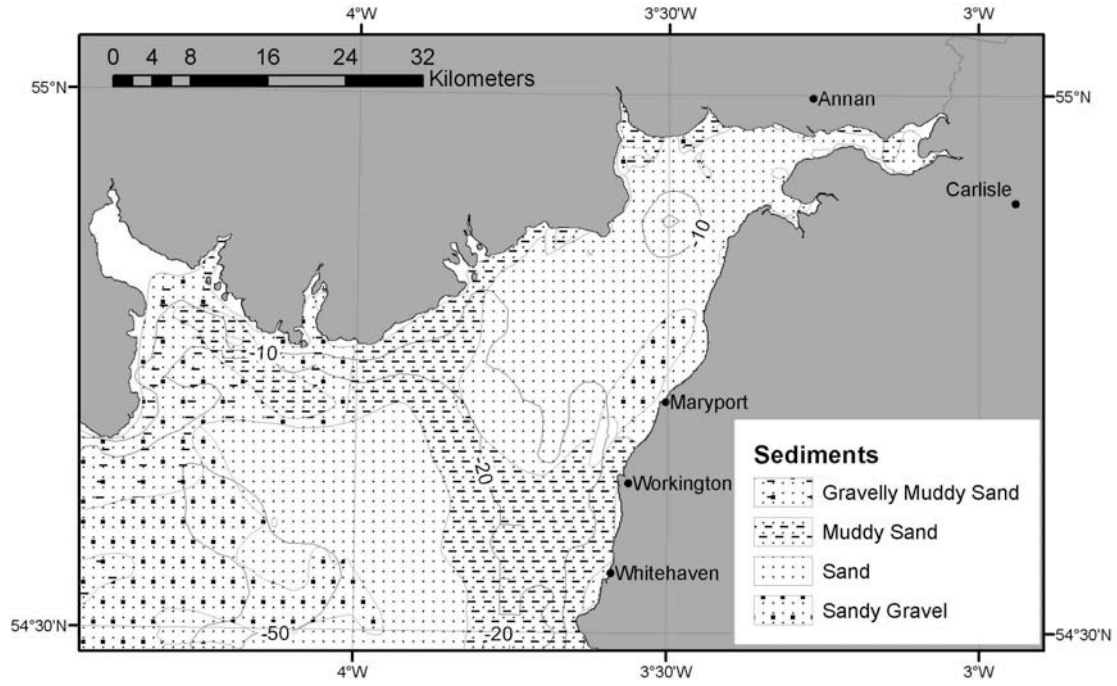 4°W 3°30'W 3°W
0 4 8 16 24 32
Kilometers
55°N 55°N
Annan
Carlisle
-10
-10
Maryport
-20
Workington
Whitehaven
Sediments
Gravelly Muddy Sand
Muddy Sand
Sand
Sandy Gravel
54°30'N -50 -20 54°30'N
4°W 3°30'W 3°W